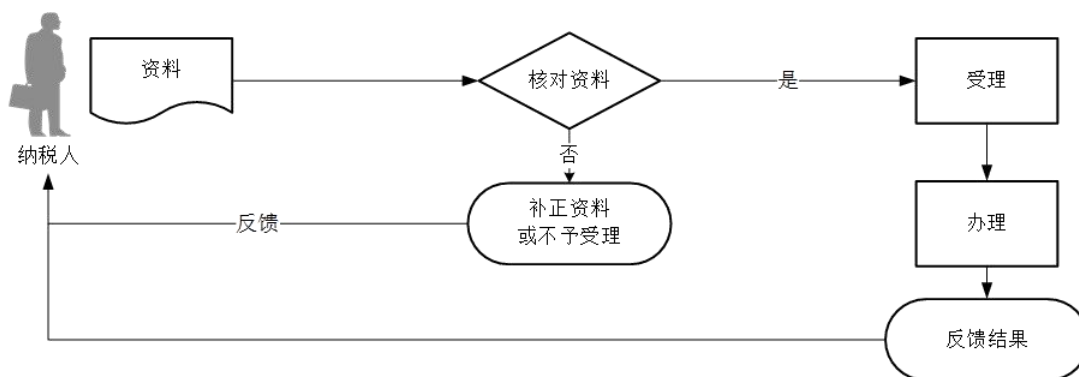 资料
核对资料
是
受理
纳税人
否
补正资料
或不予受理
反馈
办理
反馈结果